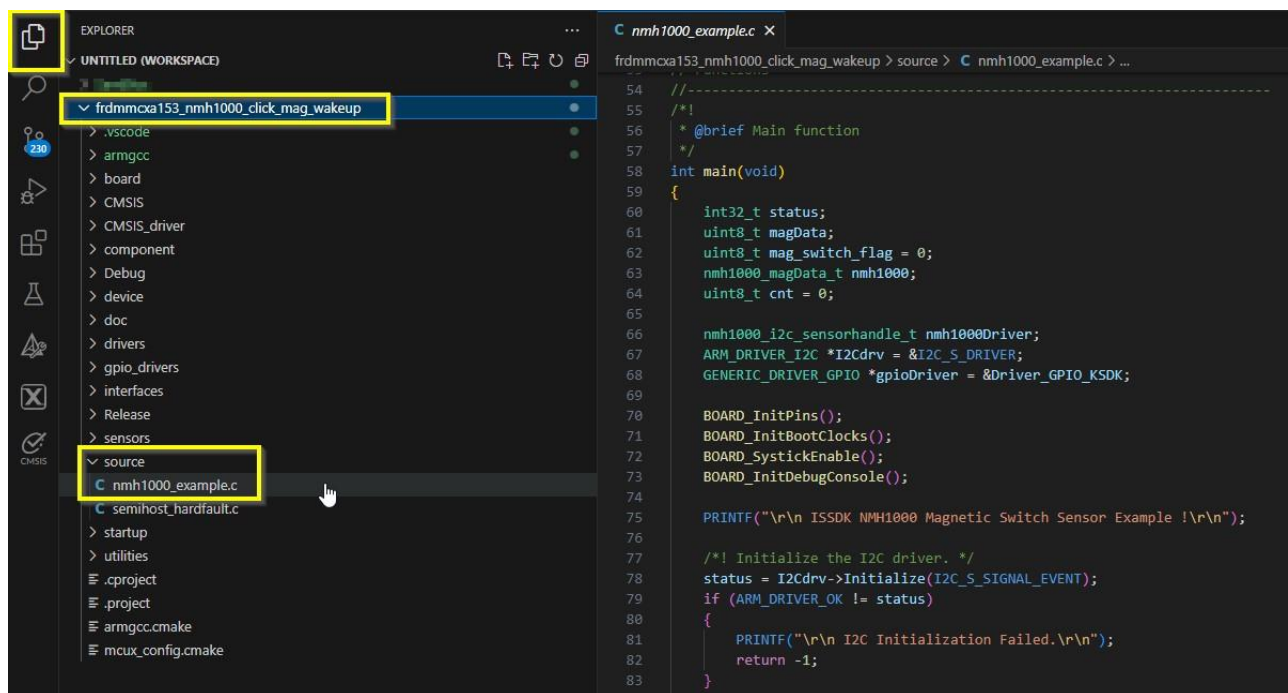 EXPLORER
...
UNTITLED (WORKSPACE)
frdmmcxa153_nmh1000_click_mag_wakeup
.vscode
230
armgcc
board
CMSIS
CMSIS_driver
component
Debug
device
doc
drivers
gpio_drivers
interfaces
Release
sensors
CMSIS
source
C nmh1000_example.c
C semihost_hardfault.c
startup
utilities
.cproject
.project
armgcc.cmake
mcux_config.cmake
C nmh1000_example.c X
frdmmcxa153_nmh1000_click_mag_wakeup > source > C nmh1000_example.c > ...
54 //-----------------------------------------------------------------------
55 /*!
56  * @brief Main function
57  */
58 int main(void)
59 {
60     int32_t status;
61     uint8_t magData;
62     uint8_t mag_switch_flag = 0;
63     nmh1000_magData_t nmh1000;
64     uint8_t cnt = 0;
65
66     nmh1000_i2c_sensorhandle_t nmh1000Driver;
67     ARM_DRIVER_I2C *I2Cdrv = &I2C_S_DRIVER;
68     GENERIC_DRIVER_GPIO *gpioDriver = &Driver_GPIO_KSDK;
69
70     BOARD_InitPins();
71     BOARD_InitBootClocks();
72     BOARD_SystickEnable();
73     BOARD_InitDebugConsole();
74
75     PRINTF("\r\n ISSDK NMH1000 Magnetic Switch Sensor Example !\r\n");
76
77     /*! Initialize the I2C driver. */
78     status = I2Cdrv->Initialize(I2C_S_SIGNAL_EVENT);
79     if (ARM_DRIVER_OK != status)
80     {
81         PRINTF("\r\n I2C Initialization Failed.\r\n");
82         return -1;
83     }